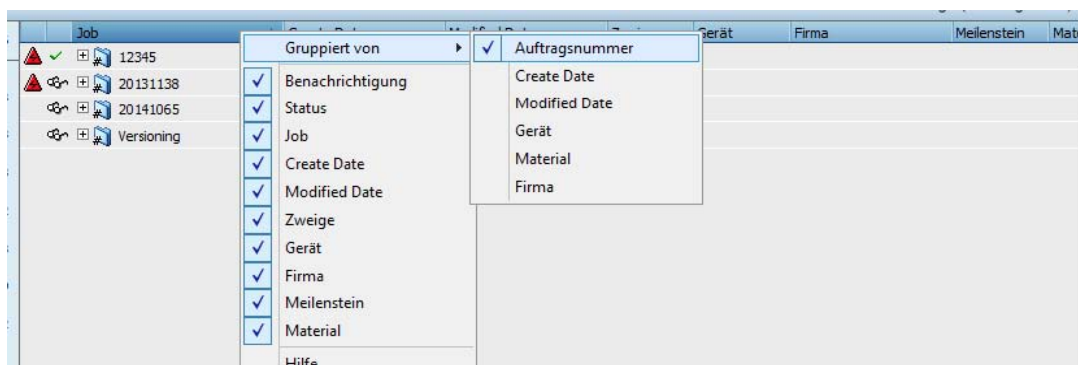 Job Gerät Firma Meilenstein
Gruppiert von Auftragsnummer
12345
Benachrichtigung Create Date
20131138
Status Modified Date
20141065
Job Gerät
Versioning
Create Date Material
Modified Date Firma
Zweige
Gerät
Firma
Meilenstein
Material
Hilfe